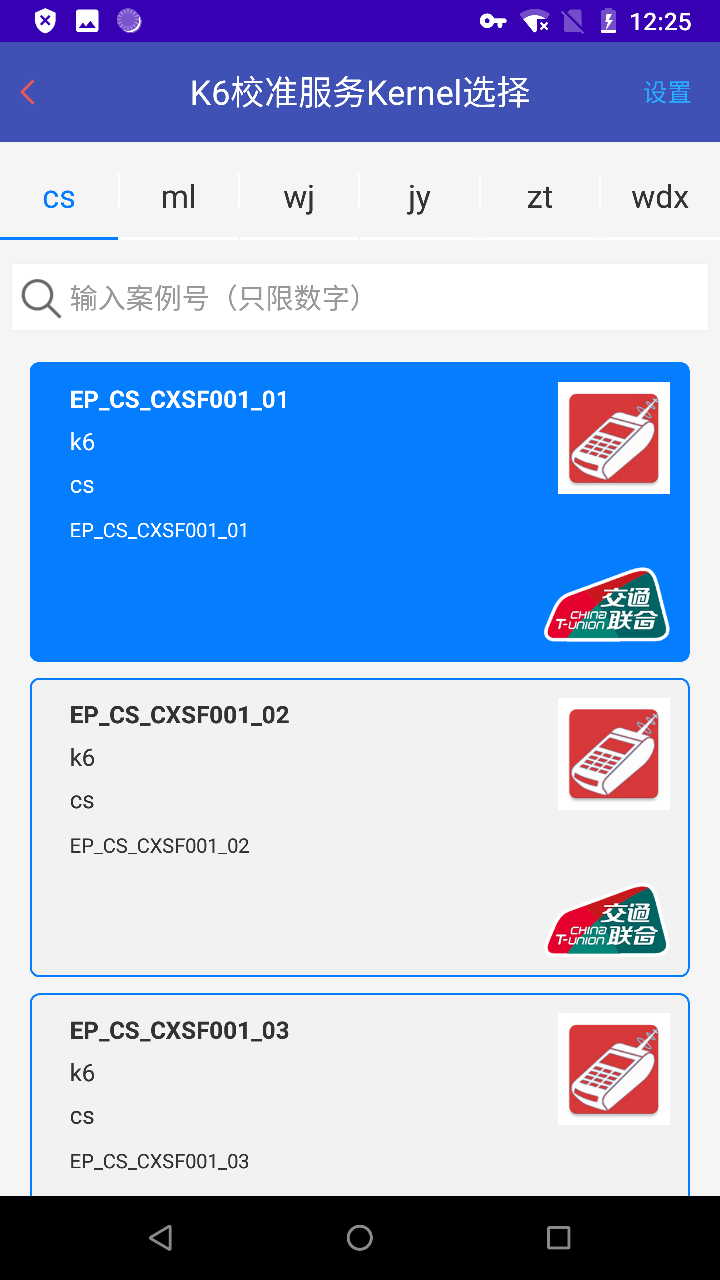 12:25
K6校准服务Kernel选择
设置
cs
ml
wj
jy
zt
wdx
输入案例号（只限数字）
EP_CS_CXSF001_01
k6
cs
EP_CS_CXSF001_01
交通
CHINA
T-UNION 联合
EP_CS_CXSF001_02
k6
cs
EP_CS_CXSF001_02
交通
CHINA
T-UNION 联合
EP_CS_CXSF001_03
k6
cs
EP_CS_CXSF001_03